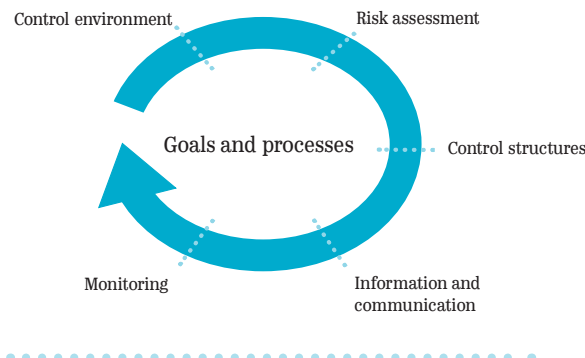 Control environment
Risk assessment
Goals and processes
Control structures
Monitoring
Information and
communication